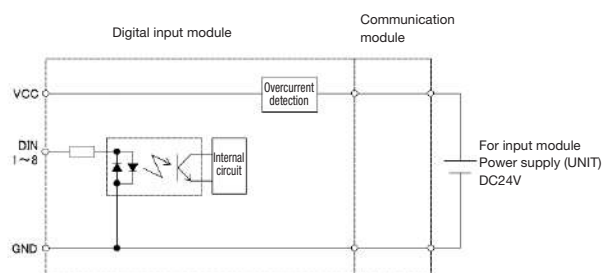 Digital input module
Communication
module
VCC
Overcurrent
detection
DIN
1～8
Internal
circuit
For input module
Power supply (UNIT)
DC24V
GND